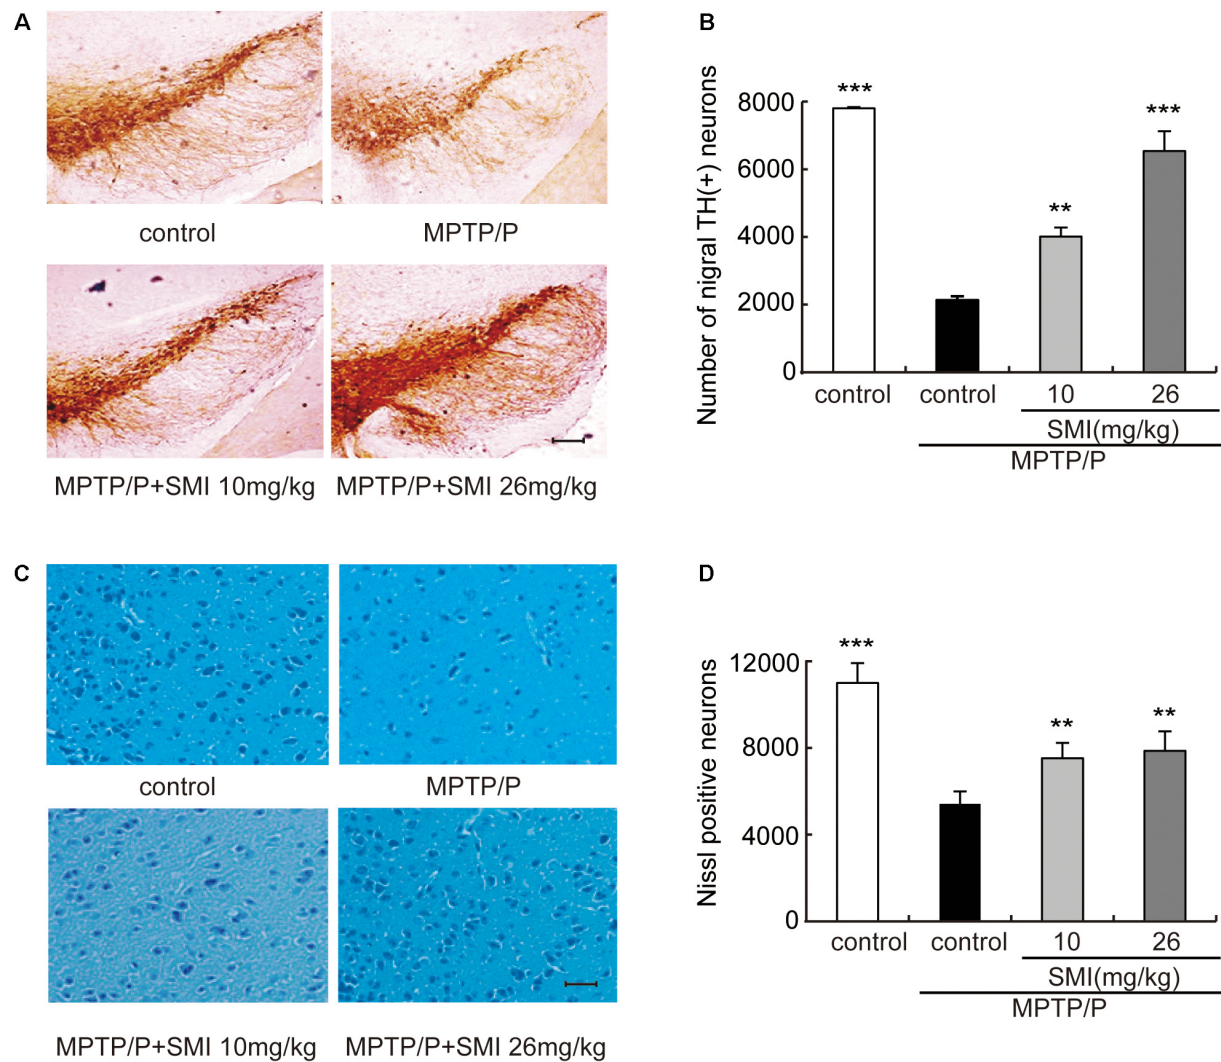 A
control
MPTP/P
MPTP/P+SMI 10mg/kg
MPTP/P+SMI 26mg/kg
B
Number of nigral TH(+) neurons
8000
6000
4000
2000
0
***
**
***
control
control
10
26
SMI(mg/kg)
MPTP/P
C
control
MPTP/P
MPTP/P+SMI 10mg/kg
MPTP/P+SMI 26mg/kg
D
Nissl positive neurons
12000
8000
4000
0
***
**
**
control
control
10
26
SMI(mg/kg)
MPTP/P